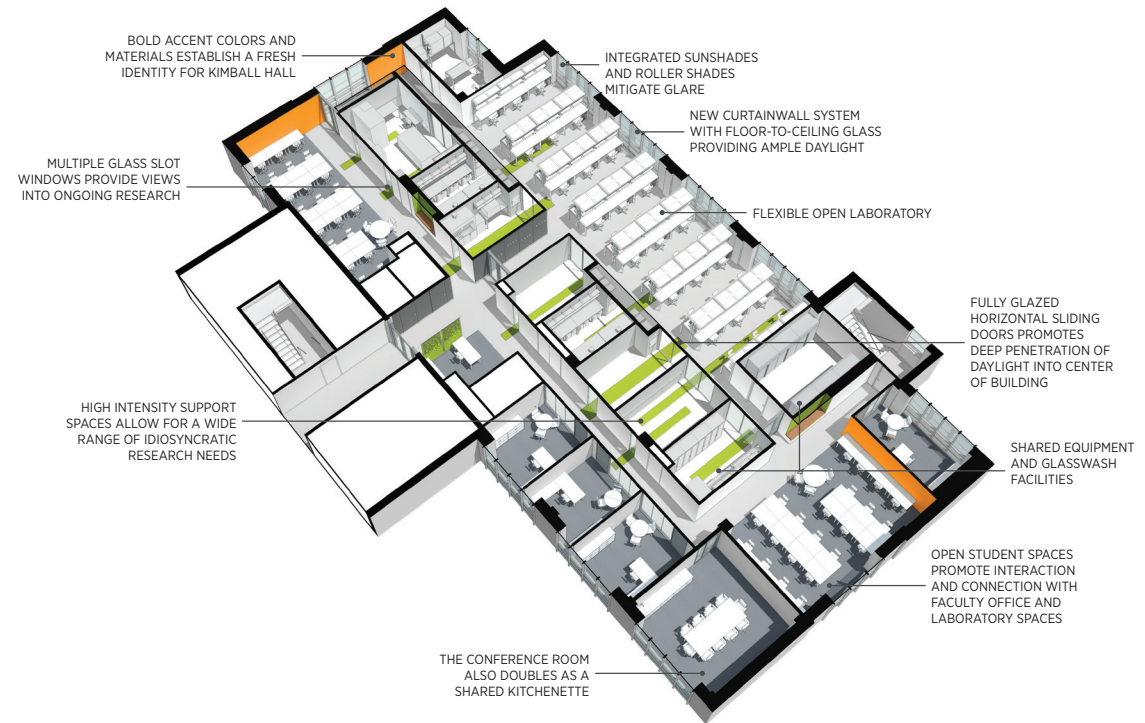 BOLD ACCENT COLORS AND
MATERIALS ESTABLISH A FRESH
IDENTITY FOR KIMBALL HALL
INTEGRATED SUNSHADES
AND ROLLER SHADES
MITIGATE GLARE
NEW CURTAINWALL SYSTEM
WITH FLOOR-TO-CEILING GLASS
PROVIDING AMPLE DAYLIGHT
MULTIPLE GLASS SLOT
WINDOWS PROVIDE VIEWS
INTO ONGOING RESEARCH
FLEXIBLE OPEN LABORATORY
FULLY GLAZED
HORIZONTAL SLIDING
DOORS PROMOTES
DEEP PENETRATION OF
DAYLIGHT INTO CENTER
OF BUILDING
HIGH INTENSITY SUPPORT
SPACES ALLOW FOR A WIDE
RANGE OF IDIOSYNCRATIC
RESEARCH NEEDS
SHARED EQUIPMENT
AND GLASSWASH
FACILITIES
OPEN STUDENT SPACES
PROMOTE INTERACTION
AND CONNECTION WITH
FACULTY OFFICE AND
LABORATORY SPACES
THE CONFERENCE ROOM
ALSO DOUBLES AS A
SHARED KITCHENETTE